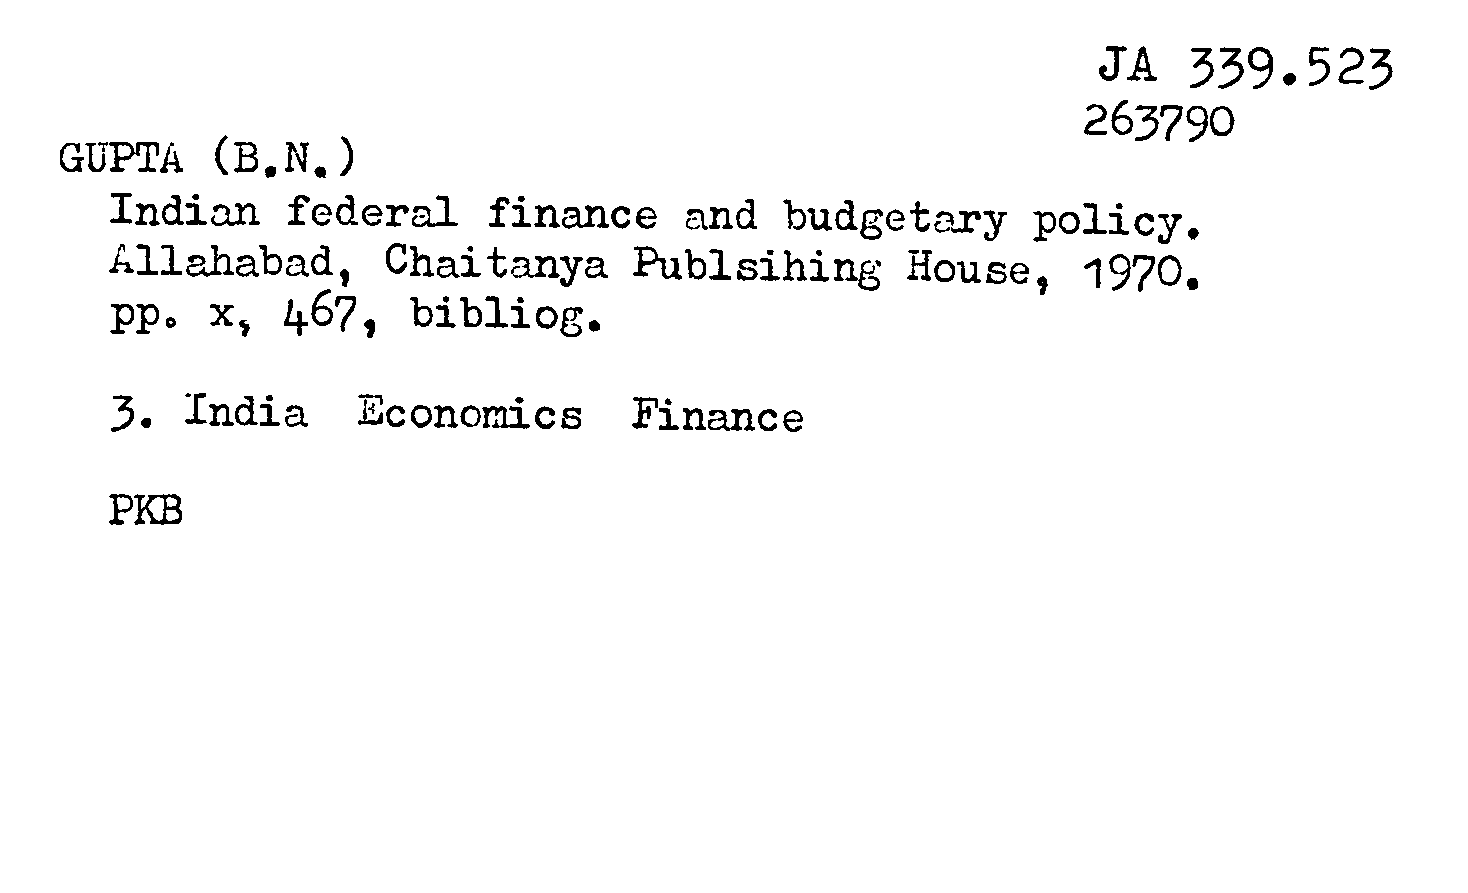 JA 339.523
263790
GUPTA (B.N.)
Indian federal finance and budgetary policy.
Allahabad, Chaitanya Publsihing House, 1970.
pp. x, 467, bibliog.
3. India Economics Finance
PKB